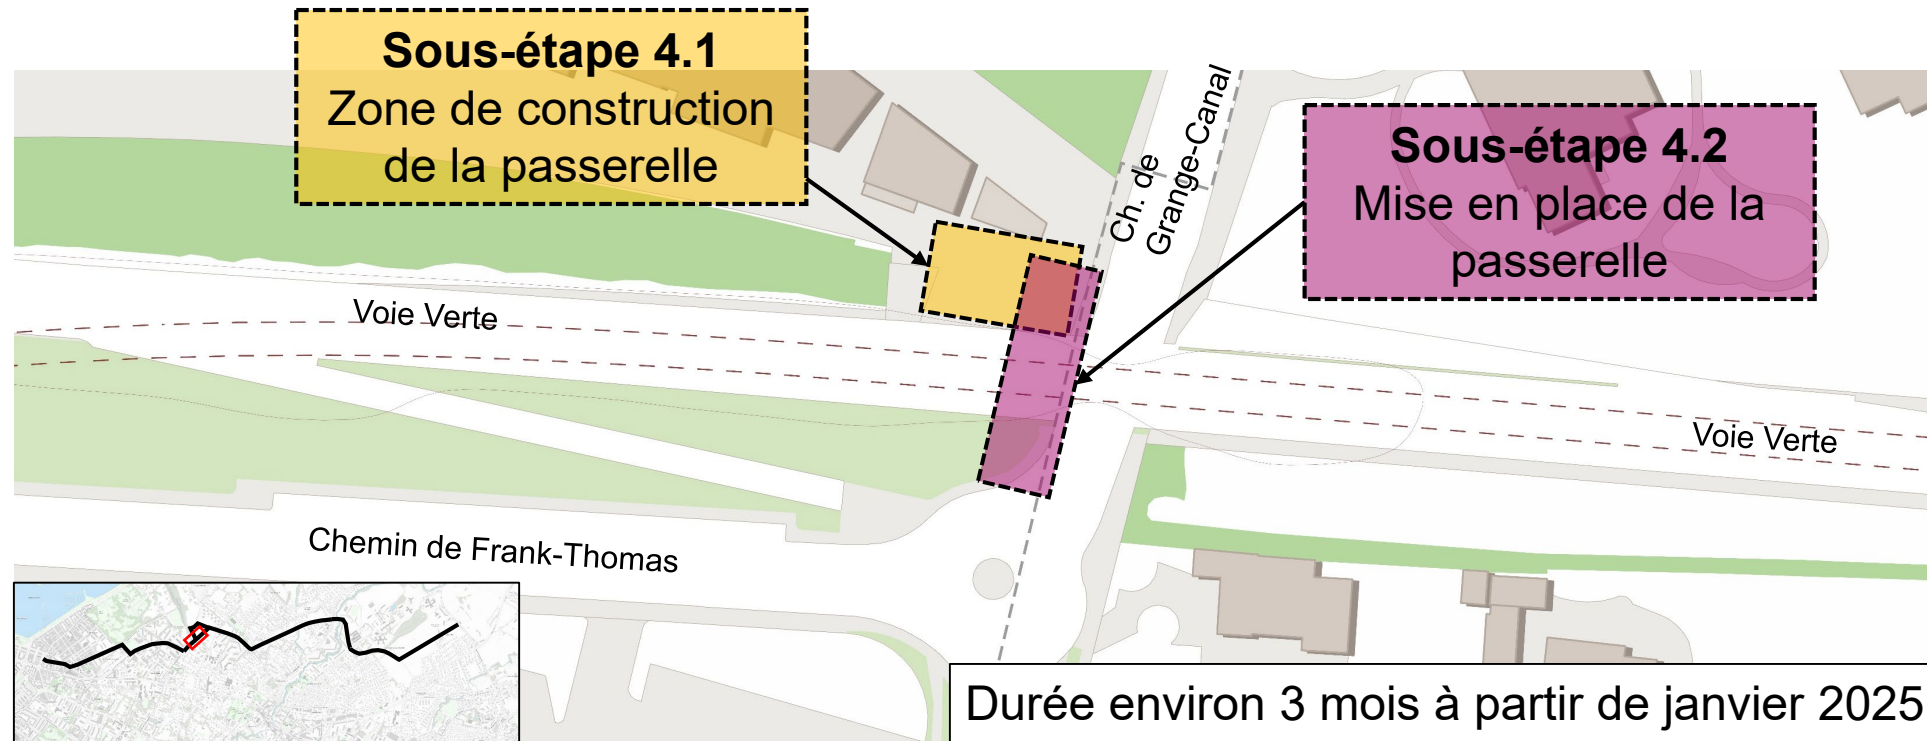 Sous-étape 4.1
Zone de construction
de la passerelle
Ch. de
Grange-Canal
Sous-étape 4.2
Mise en place de la
passerelle
Voie Verte
Voie Verte
Chemin de Frank-Thomas
Durée environ 3 mois à partir de janvier 2025